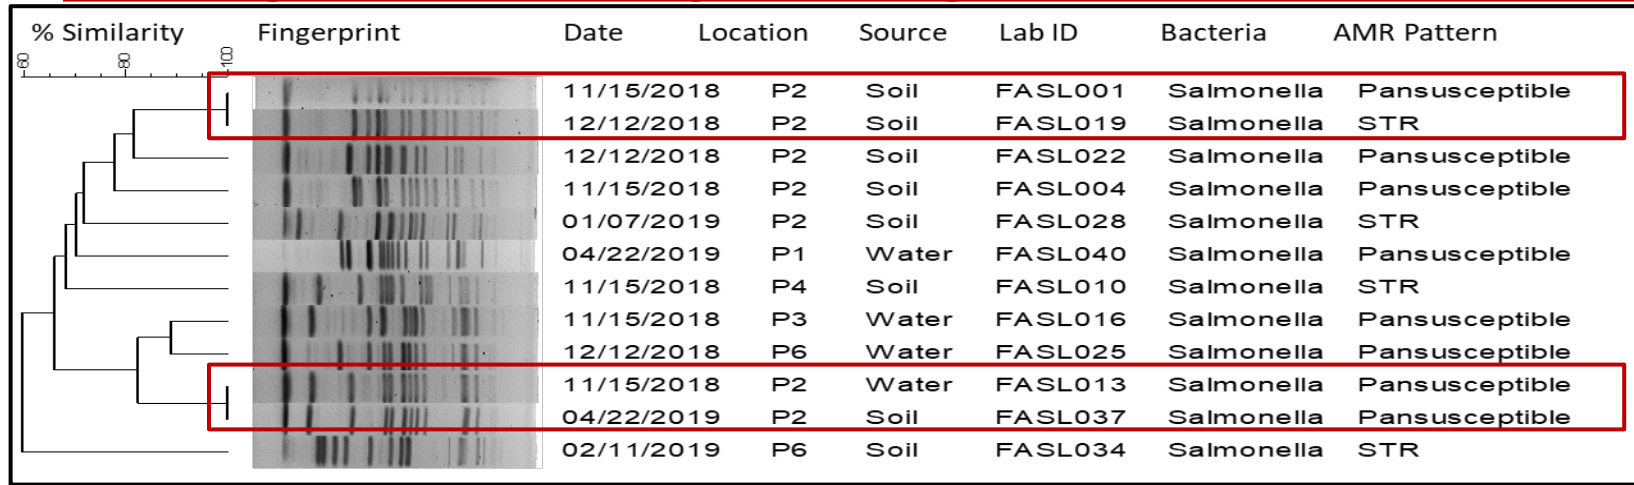 % Similarity Fingerprint Date Location Source Lab ID Bacteria AMR Pattern
60 80 100
11/15/2018 P2 Soil FASL001 Salmonella Pansusceptible
12/12/2018 P2 Soil FASL019 Salmonella STR
12/12/2018 P2 Soil FASL022 Salmonella Pansusceptible
11/15/2018 P2 Soil FASL004 Salmonella Pansusceptible
01/07/2019 P2 Soil FASL028 Salmonella STR
04/22/2019 P1 Water FASL040 Salmonella Pansusceptible
11/15/2018 P4 Soil FASL010 Salmonella STR
11/15/2018 P3 Water FASL016 Salmonella Pansusceptible
12/12/2018 P6 Water FASL025 Salmonella Pansusceptible
11/15/2018 P2 Water FASL013 Salmonella Pansusceptible
04/22/2019 P2 Soil FASL037 Salmonella Pansusceptible
02/11/2019 P6 Soil FASL034 Salmonella STR